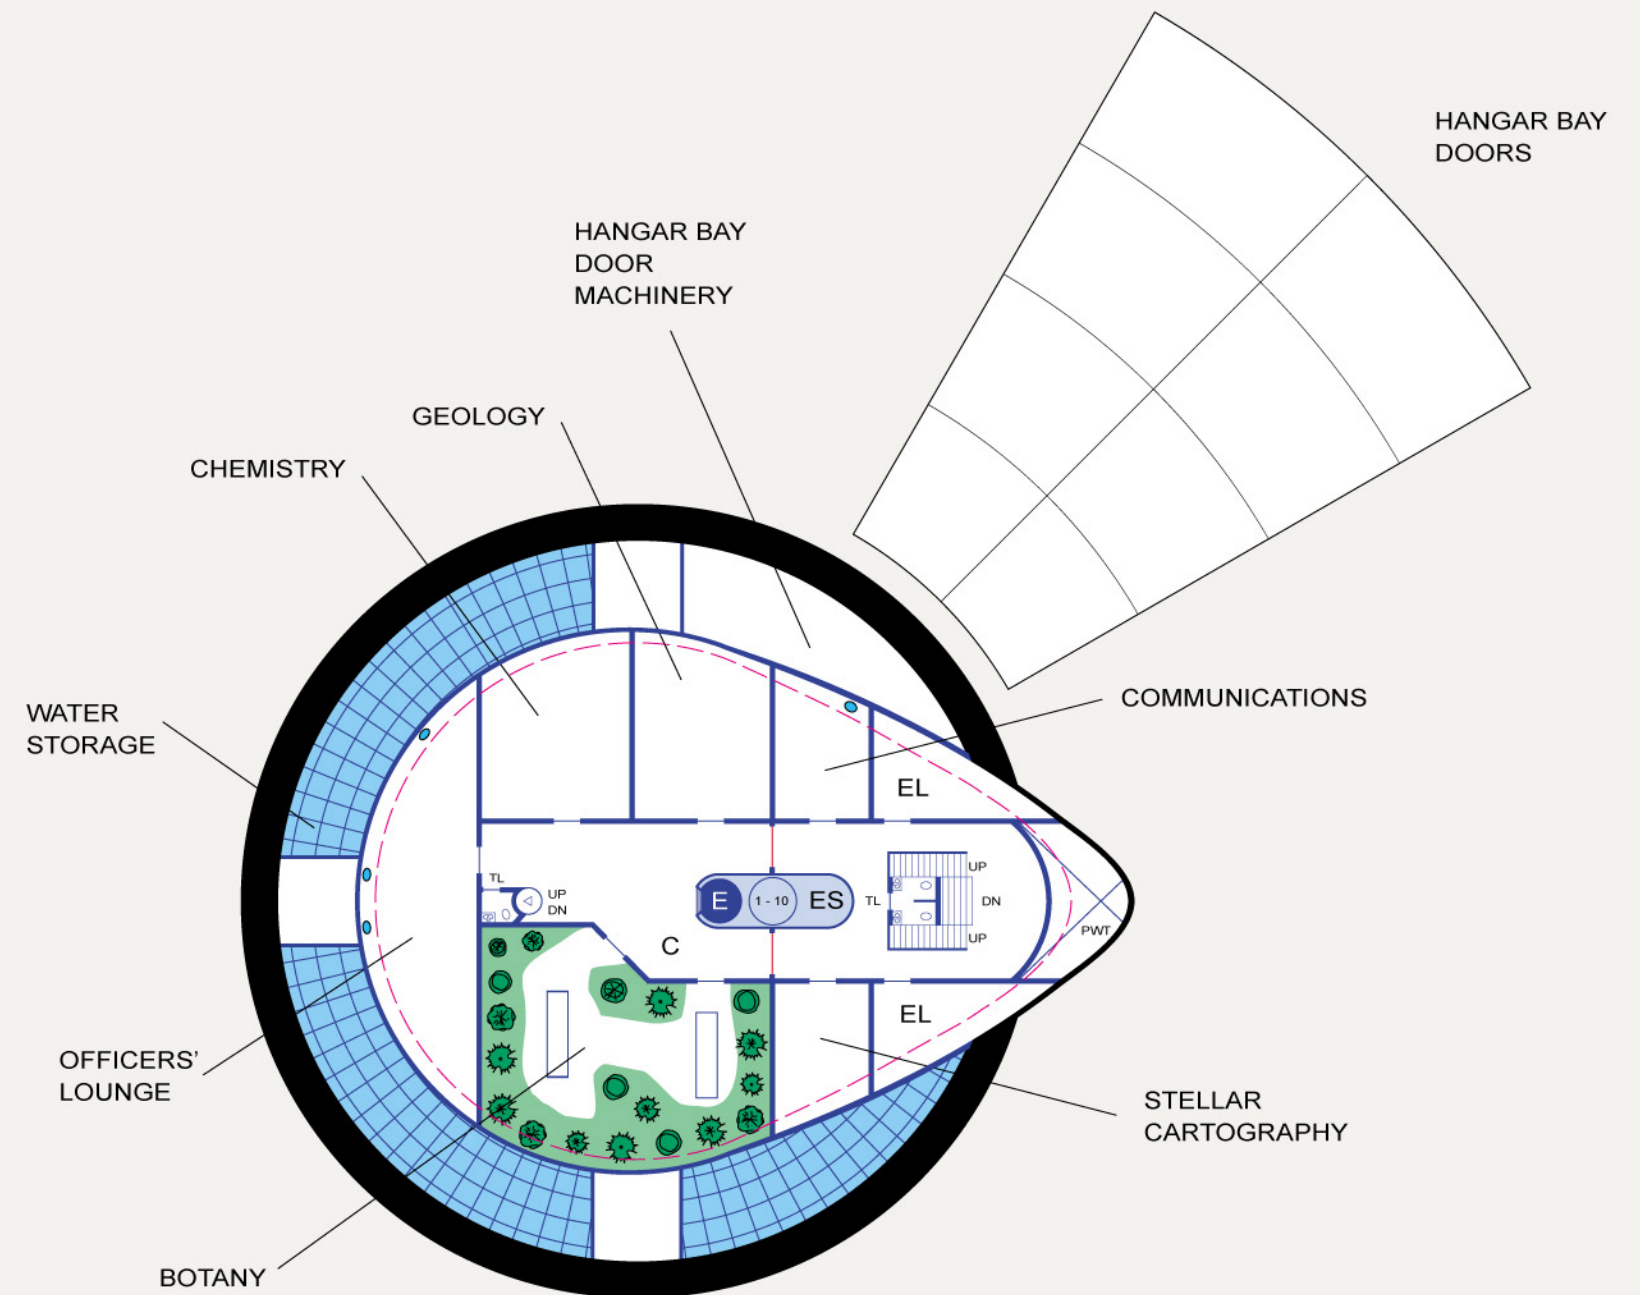 HANGAR BAY
DOORS
HANGAR BAY
DOOR
MACHINERY
GEOLOGY
CHEMISTRY
COMMUNICATIONS
WATER
STORAGE
EL
UP
TL
UP
DN
E
1 - 10
ES
TL
DN
PWT
UP
C
EL
OFFICERS’
LOUNGE
STELLAR
CARTOGRAPHY
BOTANY